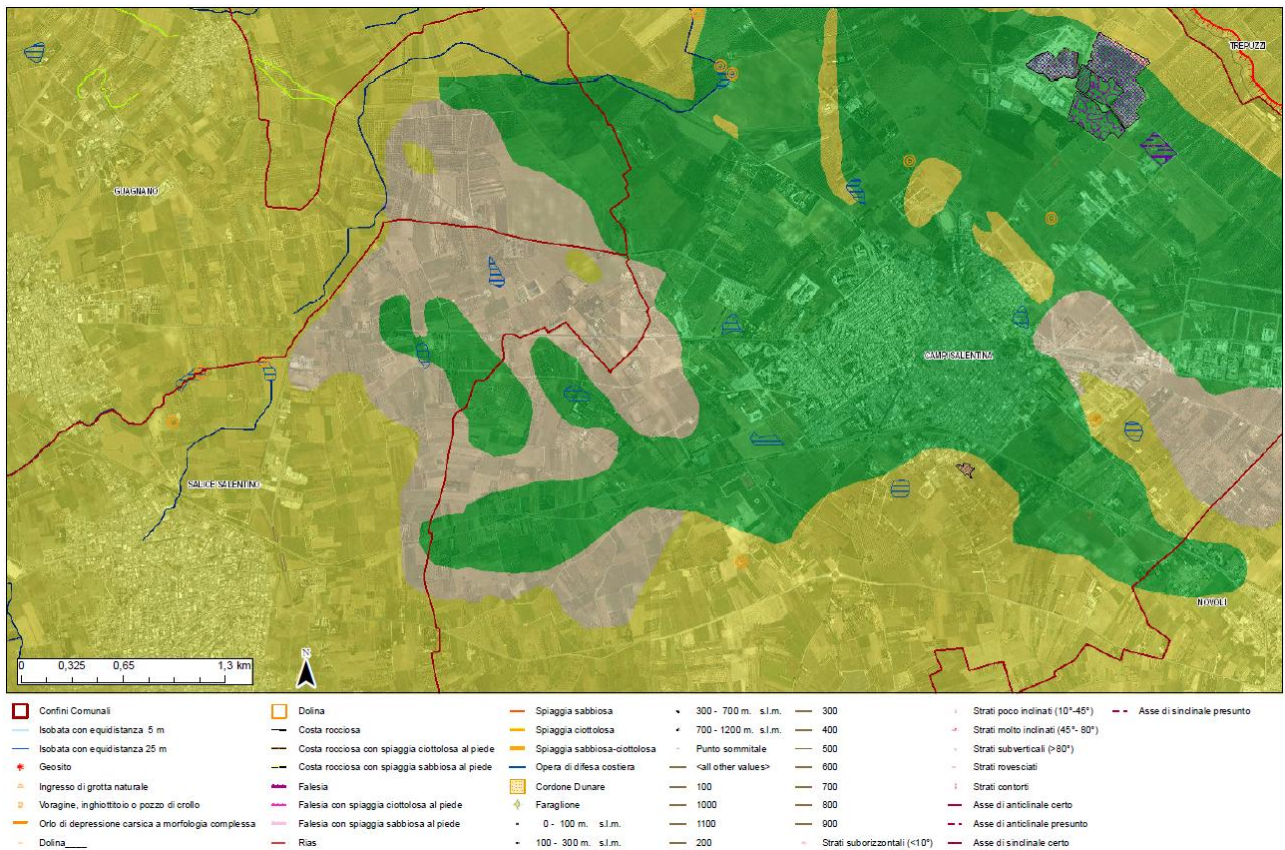 TREPUZZI
GUAGNANO
CAMPI SALENTINA
SALICE SALENTINO
NOVOLI
0 0,325 0,65 1,3 km
N
Confini Comunali
Isobata con equidistanza 5 m
Isobata con equidistanza 25 m
Geosito
Ingresso di grotta naturale
Voragine, inghiottitoio o pozzo di crollo
Orlo di depressione carsica a morfologia complessa
Dolina____
Dolina
Costa rocciosa
Costa rocciosa con spiaggia ciottolosa al piede
Costa rocciosa con spiaggia sabbiosa al piede
Falesia
Falesia con spiaggia ciottolosa al piede
Falesia con spiaggia sabbiosa al piede
Rias
Spiaggia sabbiosa
Spiaggia ciottolosa
Spiaggia sabbiosa-ciottolosa
Opera di difesa costiera
Cordone Dunare
Faraglione
0 - 100 m. s.l.m.
100 - 300 m. s.l.m.
300 - 700 m. s.l.m.
700 - 1200 m. s.l.m.
Punto sommitale
<all other values>
100
1000
1100
200
300
400
500
600
700
800
900
Strati suborizzontali (<10°)
Strati poco inclinati (10°-45°)
Strati molto inclinati (45°- 80°)
Strati subverticali (>80°)
Strati rovesciati
Strati contorti
Asse di anticlinale certo
Asse di anticlinale presunto
Asse di sinclinale certo
Asse di sinclinale presunto